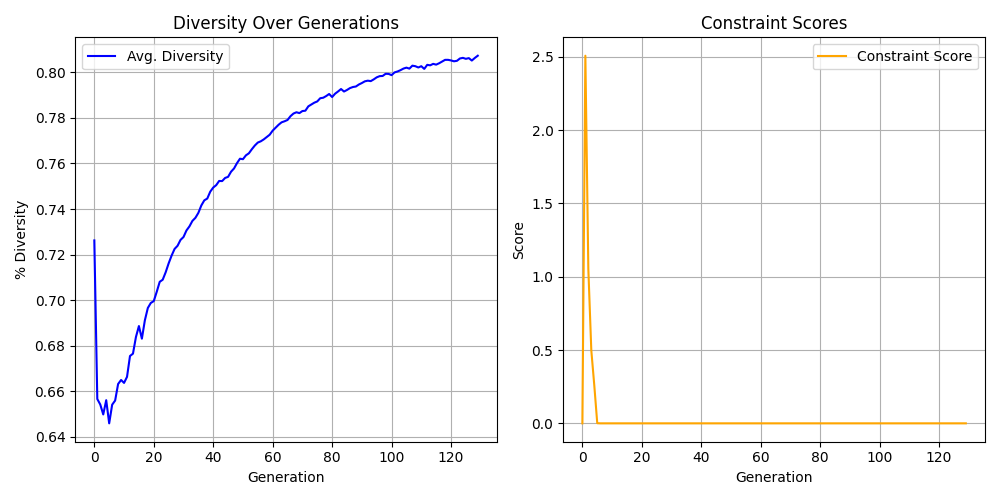 Diversity Over Generations
Avg. Diversity
% Diversity
0.80
0.78
0.76
0.74
0.72
0.70
0.68
0.66
0.64
0 20 40 60 80 100 120
Generation
Constraint Scores
Constraint Score
Score
2.5
2.0
1.5
1.0
0.5
0.0
0 20 40 60 80 100 120
Generation